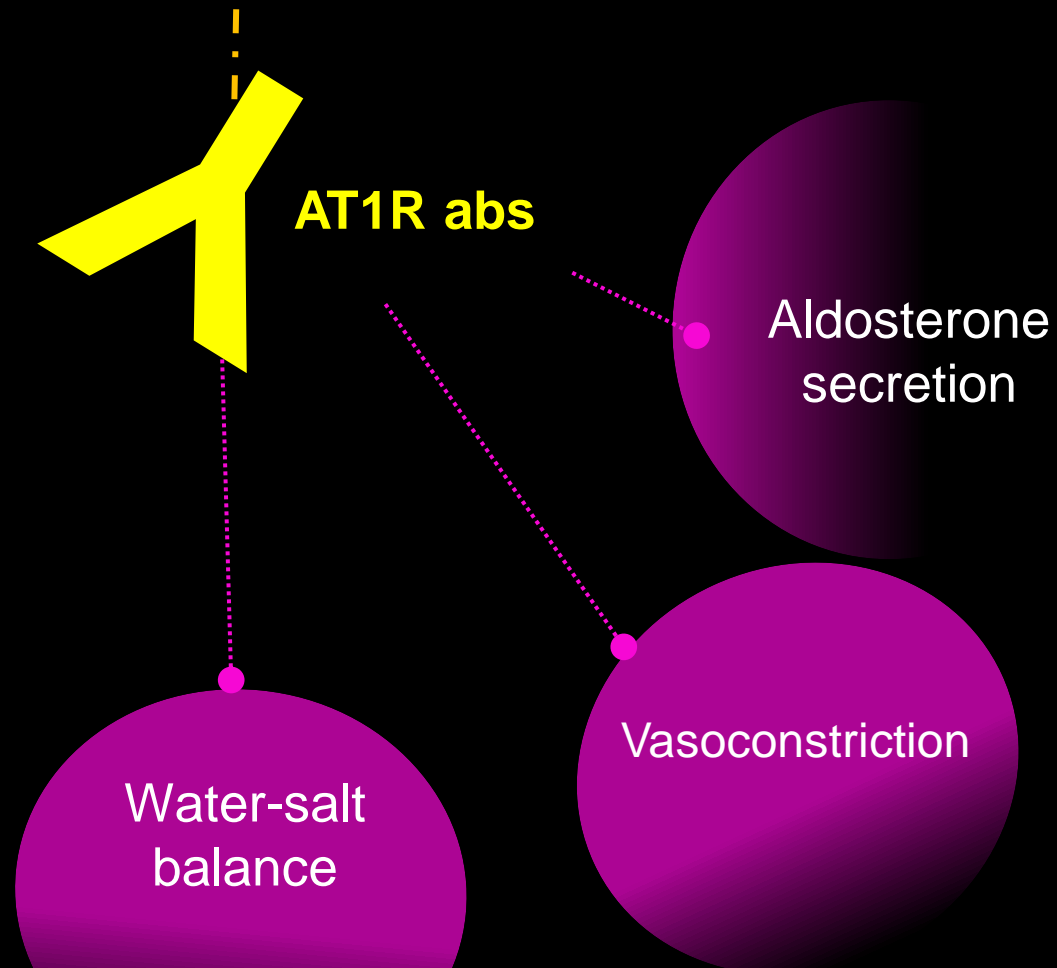 AT1R abs
Aldosterone
secretion
Vasoconstriction
Water-salt
balance